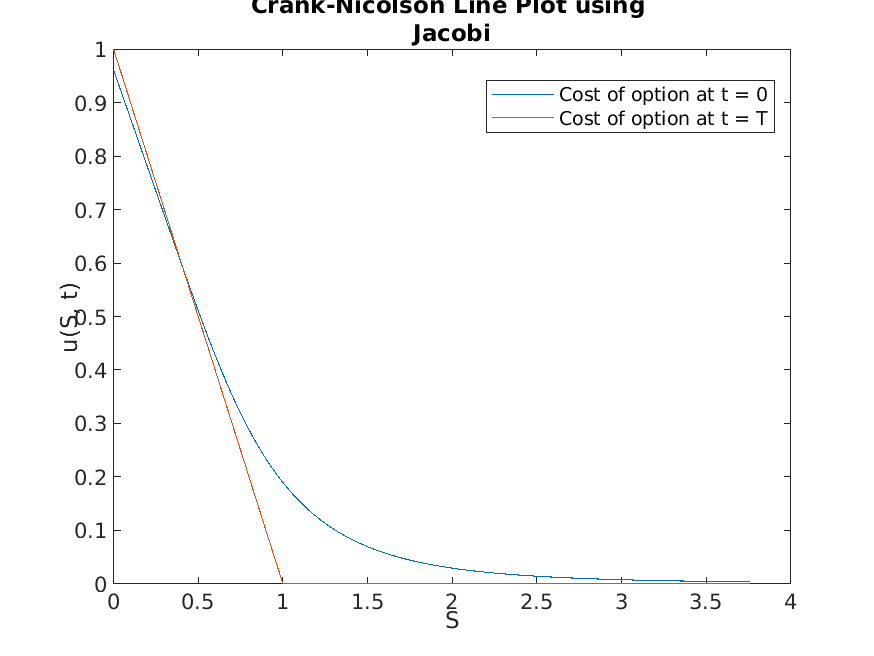 Crank-Nicolson Line Plot using
Jacobi
Cost of option at t = 0
Cost of option at t = T
u(S, t)
1
0.9
0.8
0.7
0.6
0.5
0.4
0.3
0.2
0.1
0
0 0.5 1 1.5 2 2.5 3 3.5 4
S